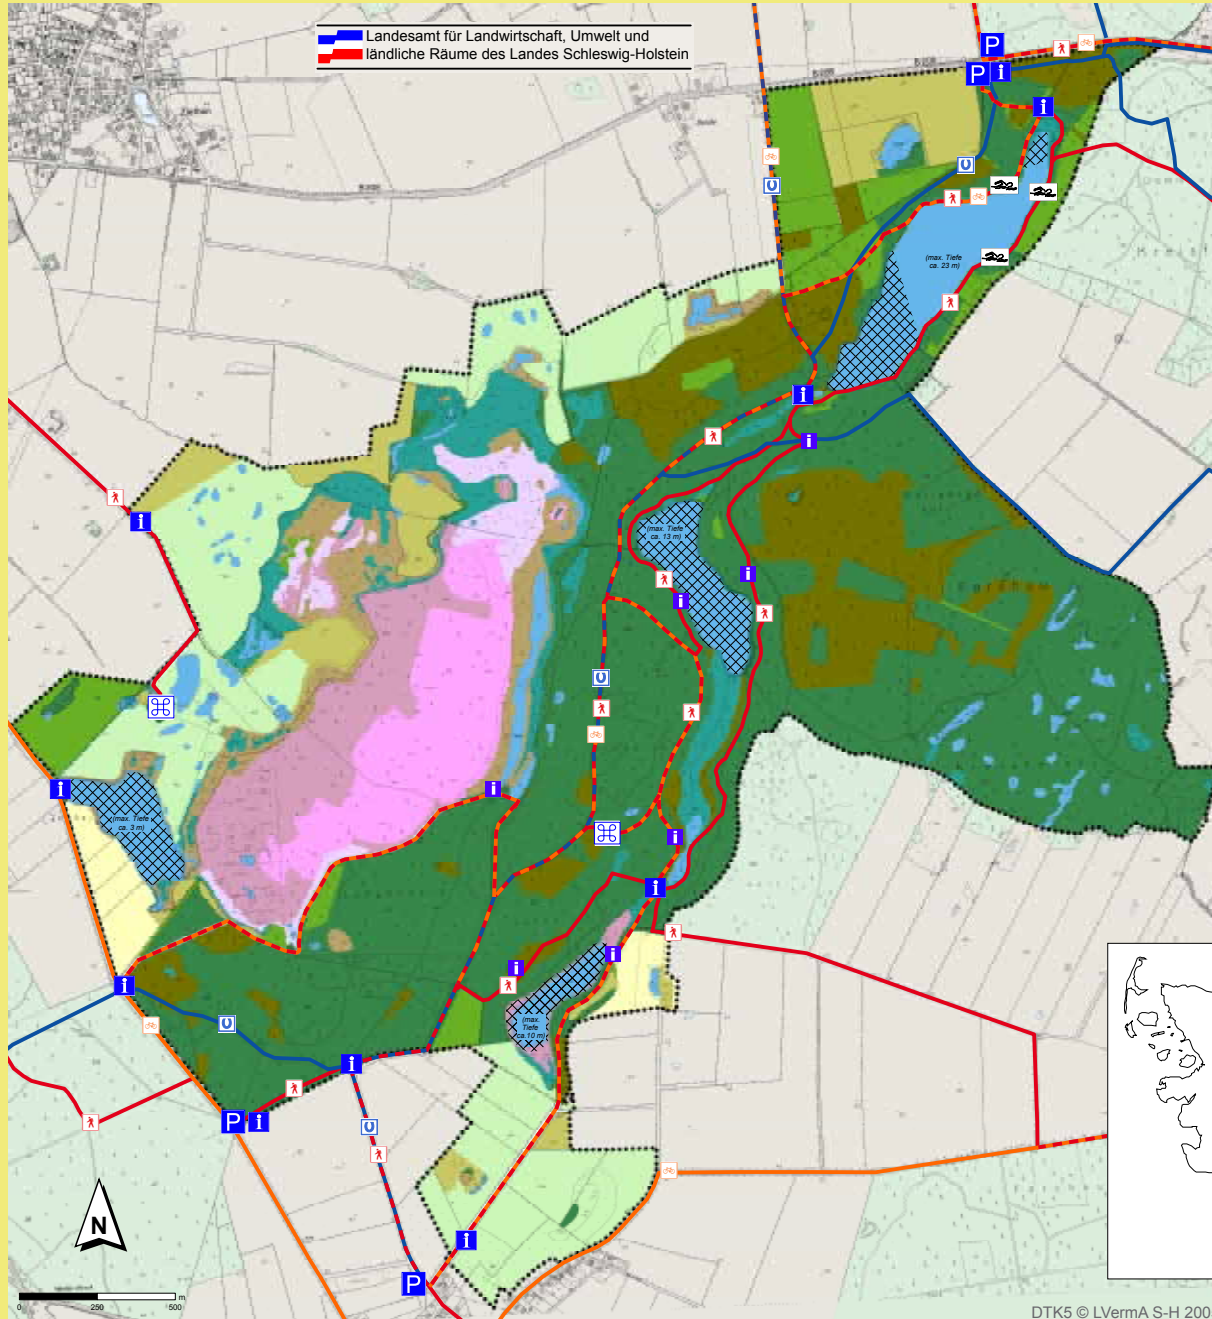 Landesamt für Landwirtschaft, Umwelt und
ländliche Räume des Landes Schleswig-Holstein
P
P i
i
(max. Tiefe
ca. 23 m)
i
i
(max. Tiefe
ca. 13 m)
i
i
i
i
i
(max. Tiefe
ca. 3 m)
i
i
i
i
i
(max.
Tiefe
ca. 10 m)
i
P i
i
P
N
0 250 500 m
DTK5 © LVermA S-H 200